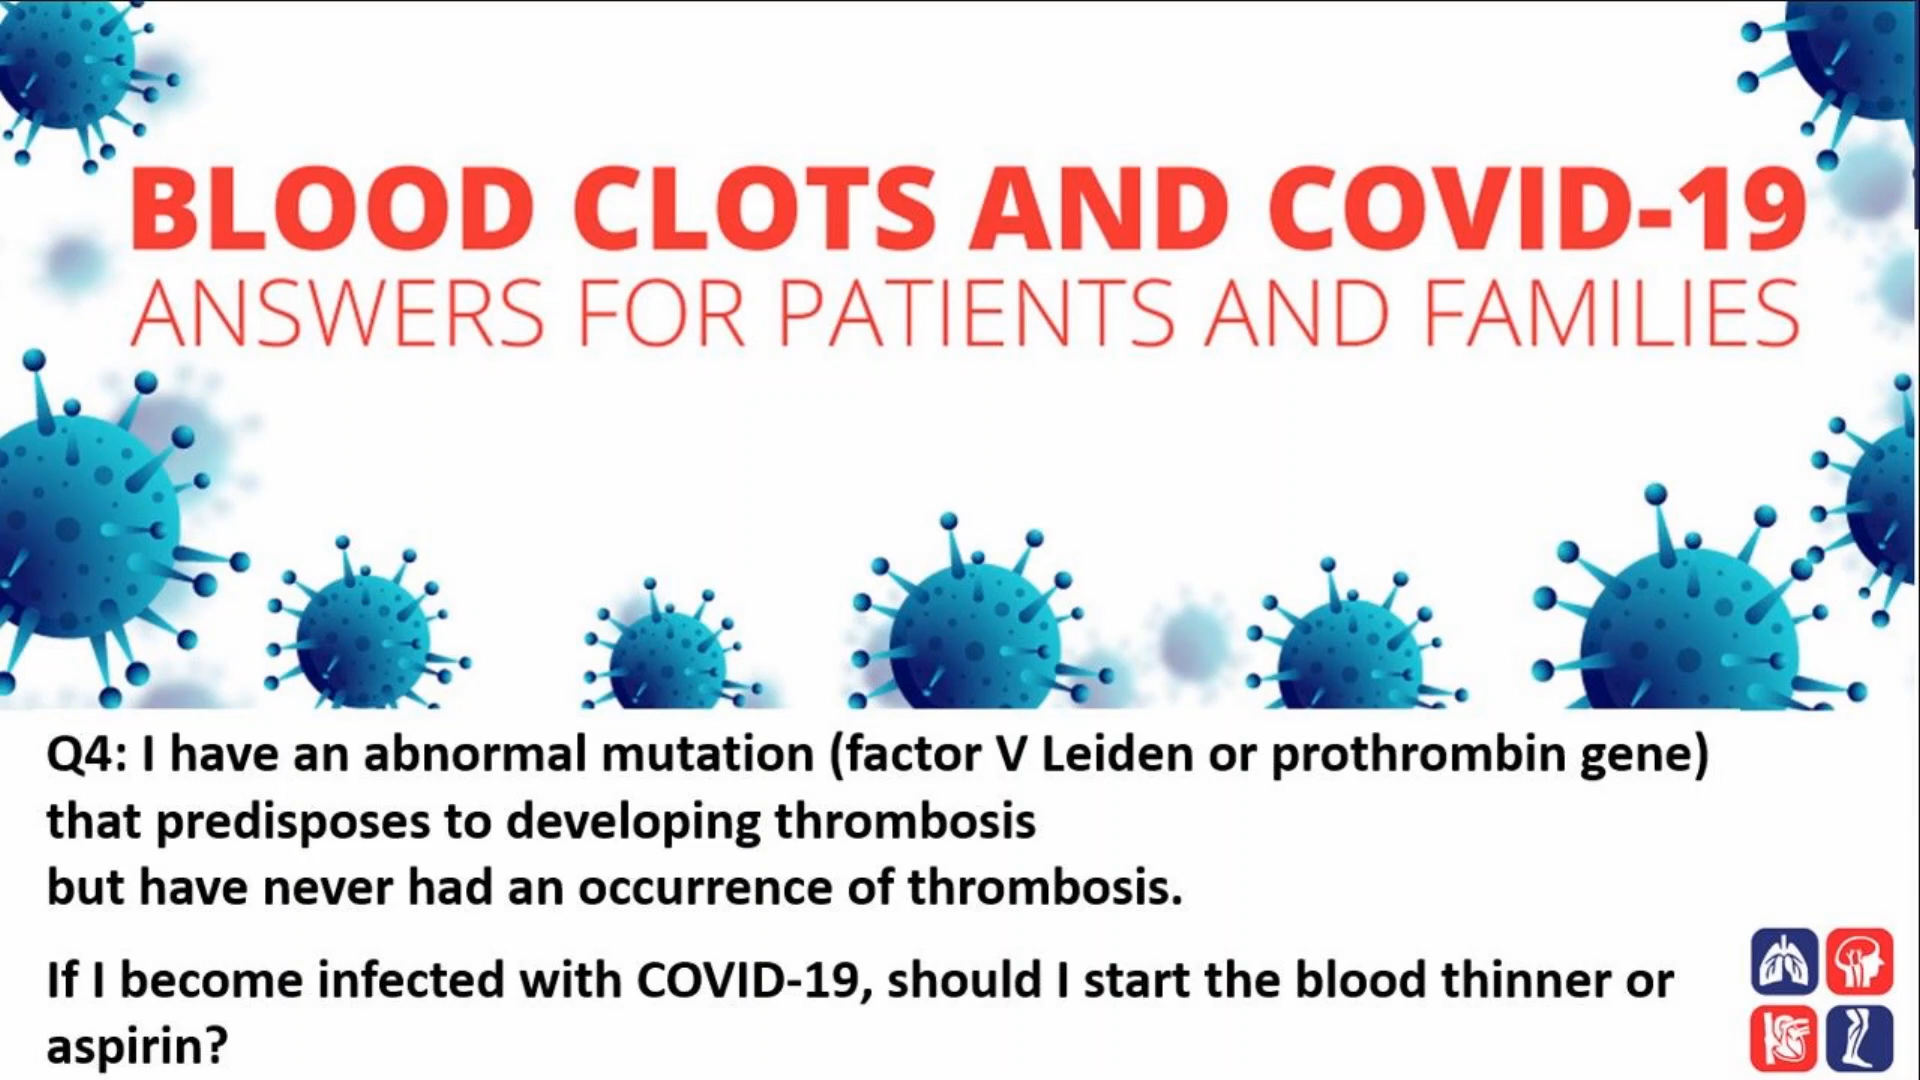 BLOOD CLOTS AND COVID-19
ANSWERS FOR PATIENTS AND FAMILIES
Q4: I have an abnormal mutation (factor V Leiden or prothrombin gene)
that predisposes to developing thrombosis
but have never had an occurrence of thrombosis.
If I become infected with COVID-19, should I start the blood thinner or
aspirin?